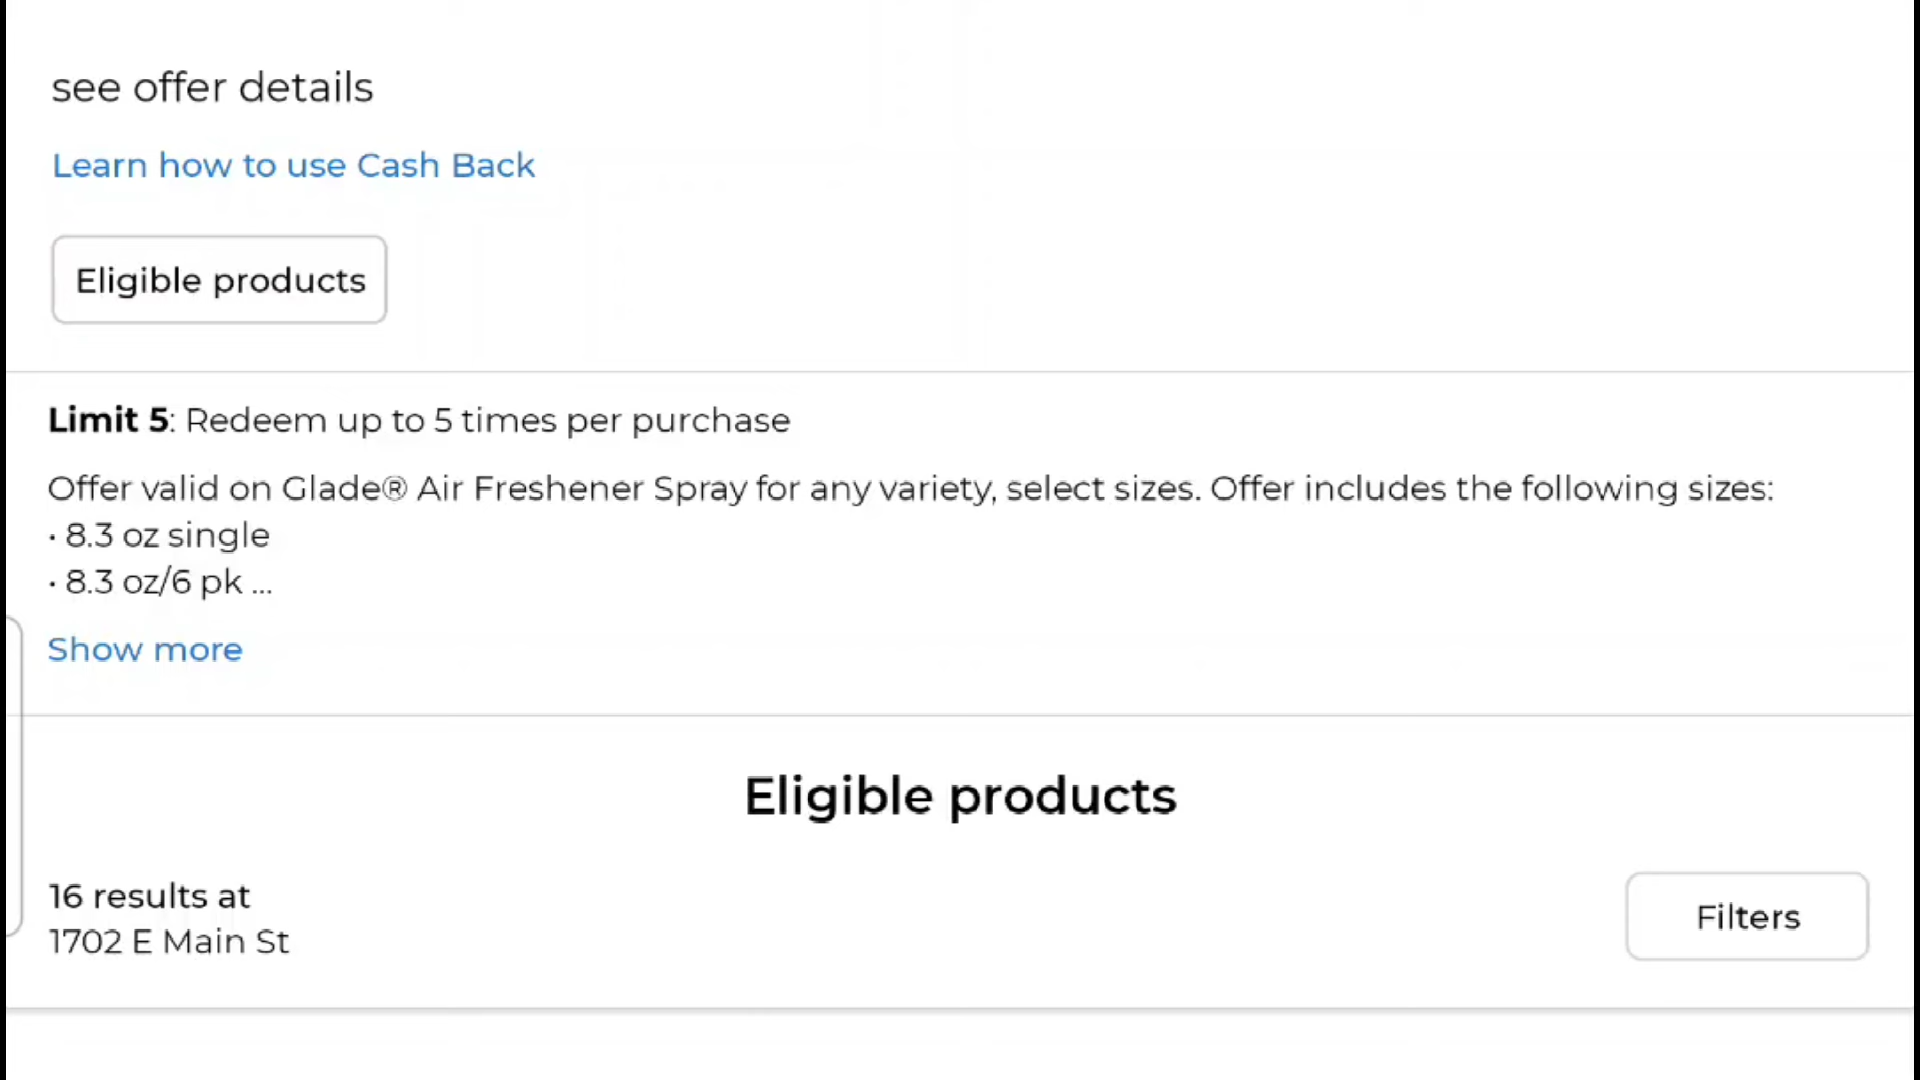 see offer details
Learn how to use Cash Back
Eligible products
Limit 5: Redeem up to 5 times per purchase
Offer valid on Glade® Air Freshener Spray for any variety, select sizes. Offer includes the following sizes:
• 8.3 oz single
• 8.3 oz/6 pk ...
Show more
Eligible products
16 results at
1702 E Main St
Filters